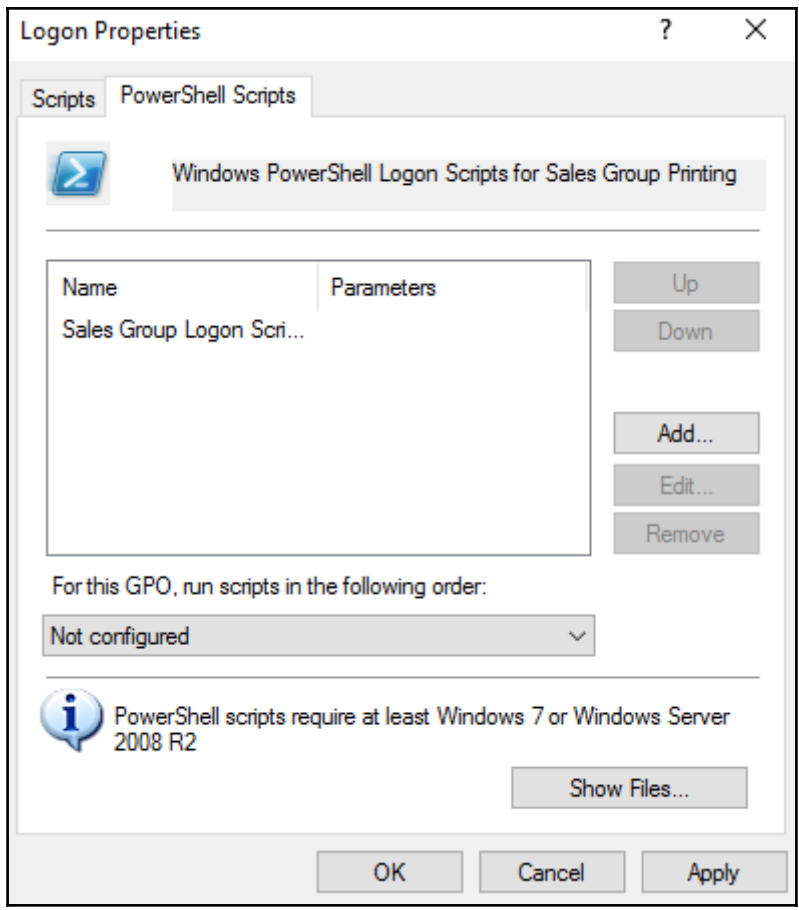 Logon Properties
?
Scripts
PowerShell Scripts
Windows PowerShell Logon Scripts for Sales Group Printing
Name
Parameters
Up
Sales Group Logon Scri...
Down
Add...
Edit...
Remove
For this GPO, run scripts in the following order:
Not configured
PowerShell scripts require at least Windows 7 or Windows Server
2008 R2
Show Files...
OK
Cancel
Apply